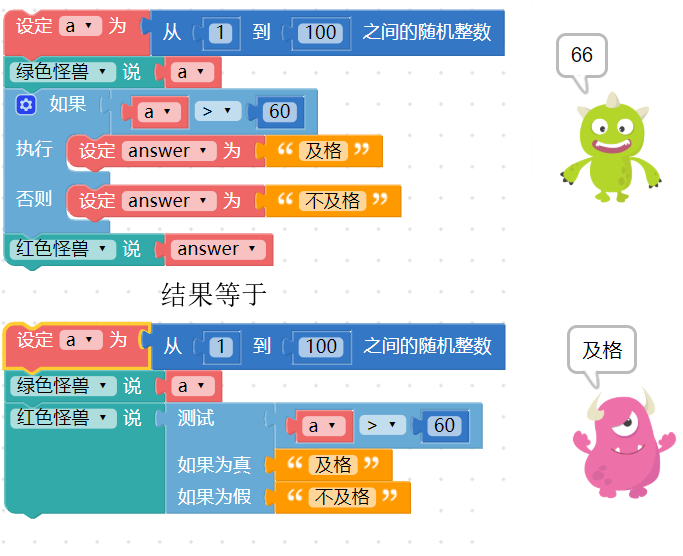 设定 a 为 从 1 到 100 之间的随机整数
66
绿色怪兽 说 a
如果 a > 60
执行 设定 answer 为 “ 及格 ”
否则 设定 answer 为 “ 不及格 ”
红色怪兽 说 answer
结果等于
设定 a 为 从 1 到 100 之间的随机整数
及格
绿色怪兽 说 a
红色怪兽 说 测试 a > 60
如果为真 “ 及格 ”
如果为假 “ 不及格 ”